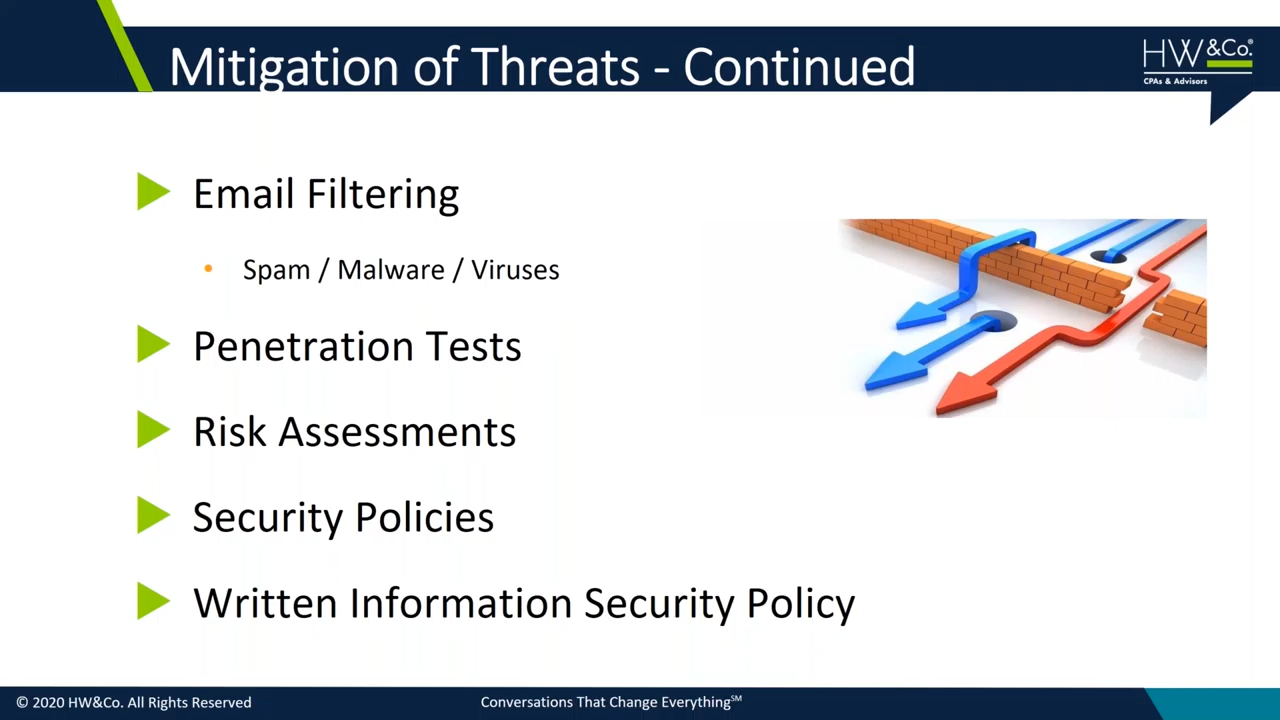 Mitigation of Threats - Continued
HW&Co.®
CPAs & Advisors
Email Filtering
• Spam / Malware / Viruses
Penetration Tests
Risk Assessments
Security Policies
Written Information Security Policy
© 2020 HW&Co. All Rights Reserved
Conversations That Change Everything℠